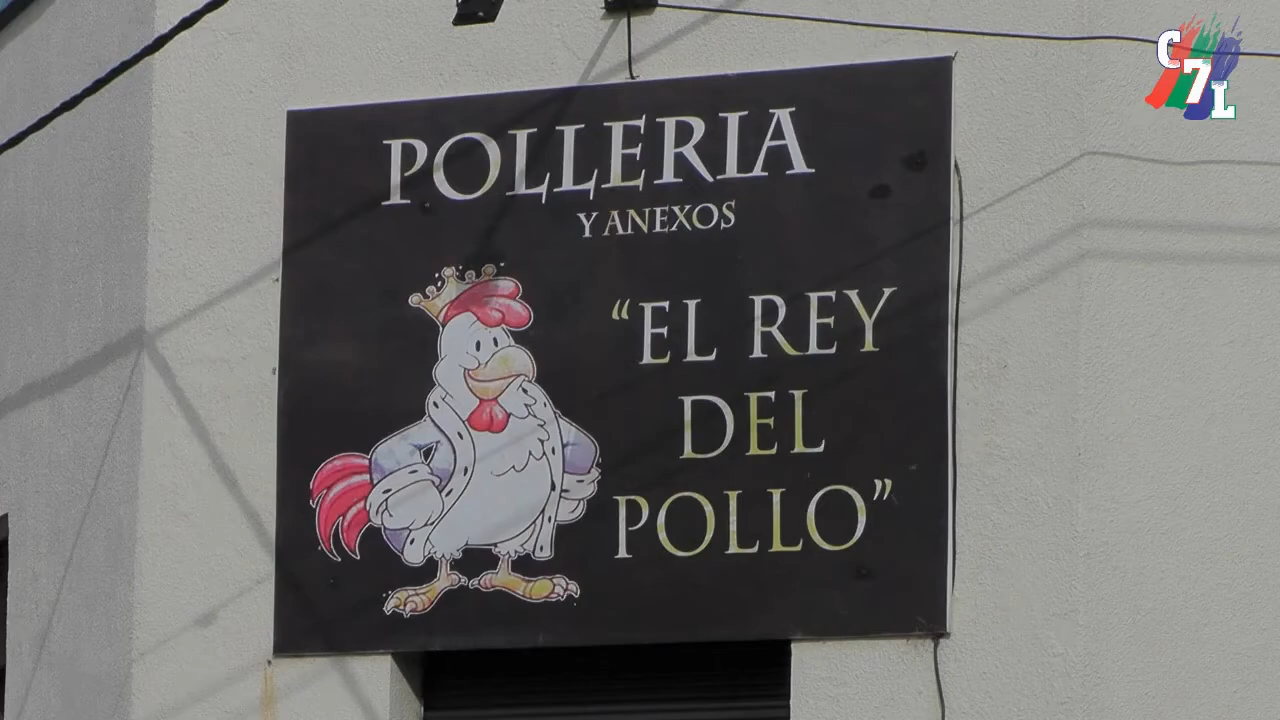 C7L
POLLERIA
Y ANEXOS
“EL REY
DEL
POLLO”